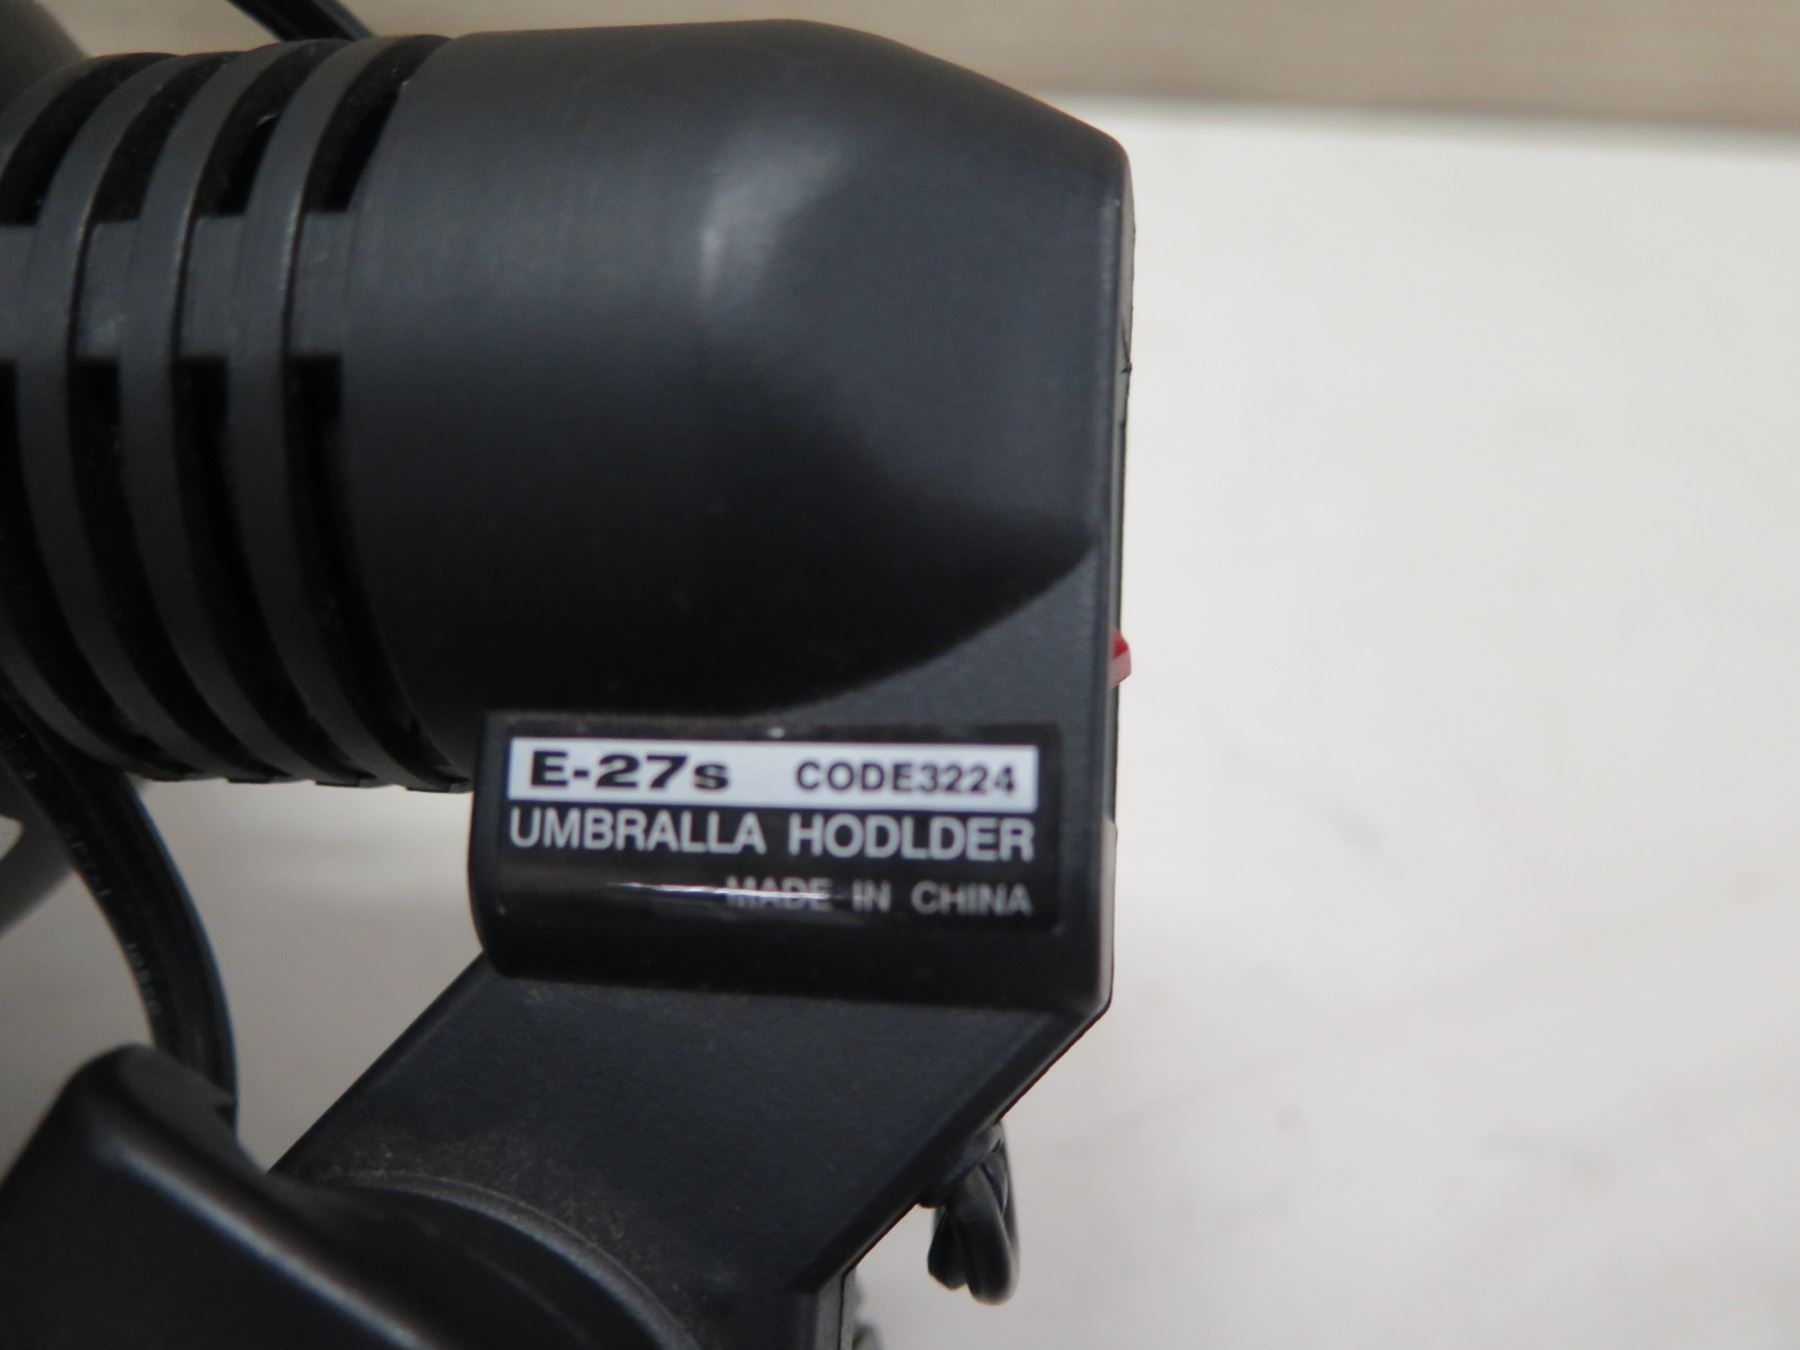 E-27s CODE3224
UMBRALLA HODLDER
MADE IN CHINA